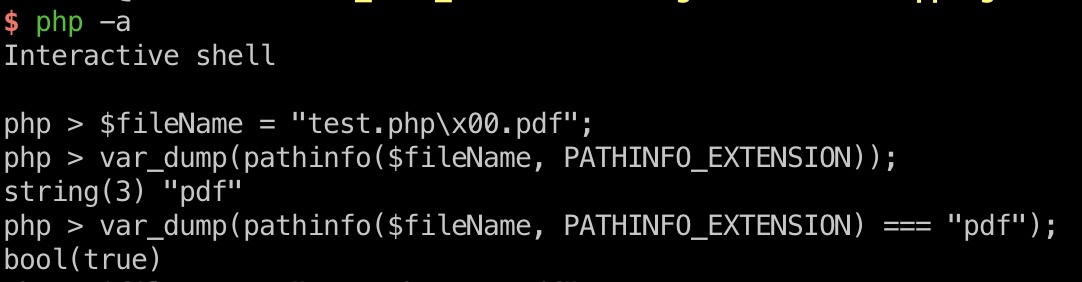 $ php -a
Interactive shell
php > $fileName = "test.php\x00.pdf";
php > var_dump(pathinfo($fileName, PATHINFO_EXTENSION));
string(3) "pdf"
php > var_dump(pathinfo($fileName, PATHINFO_EXTENSION) === "pdf");
bool(true)